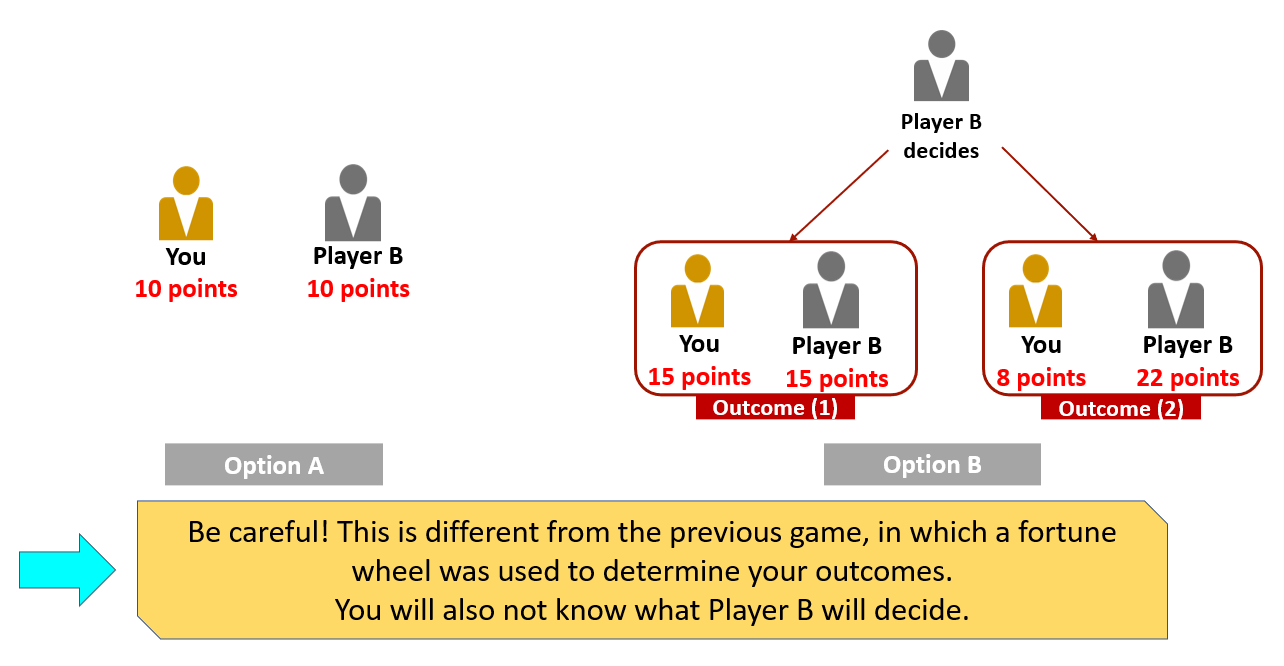 Player B
decides
You
10 points
Player B
10 points
You
15 points
Player B
15 points
Outcome (1)
You
8 points
Player B
22 points
Outcome (2)
Option A
Option B
Be careful! This is different from the previous game, in which a fortune
wheel was used to determine your outcomes.
You will also not know what Player B will decide.